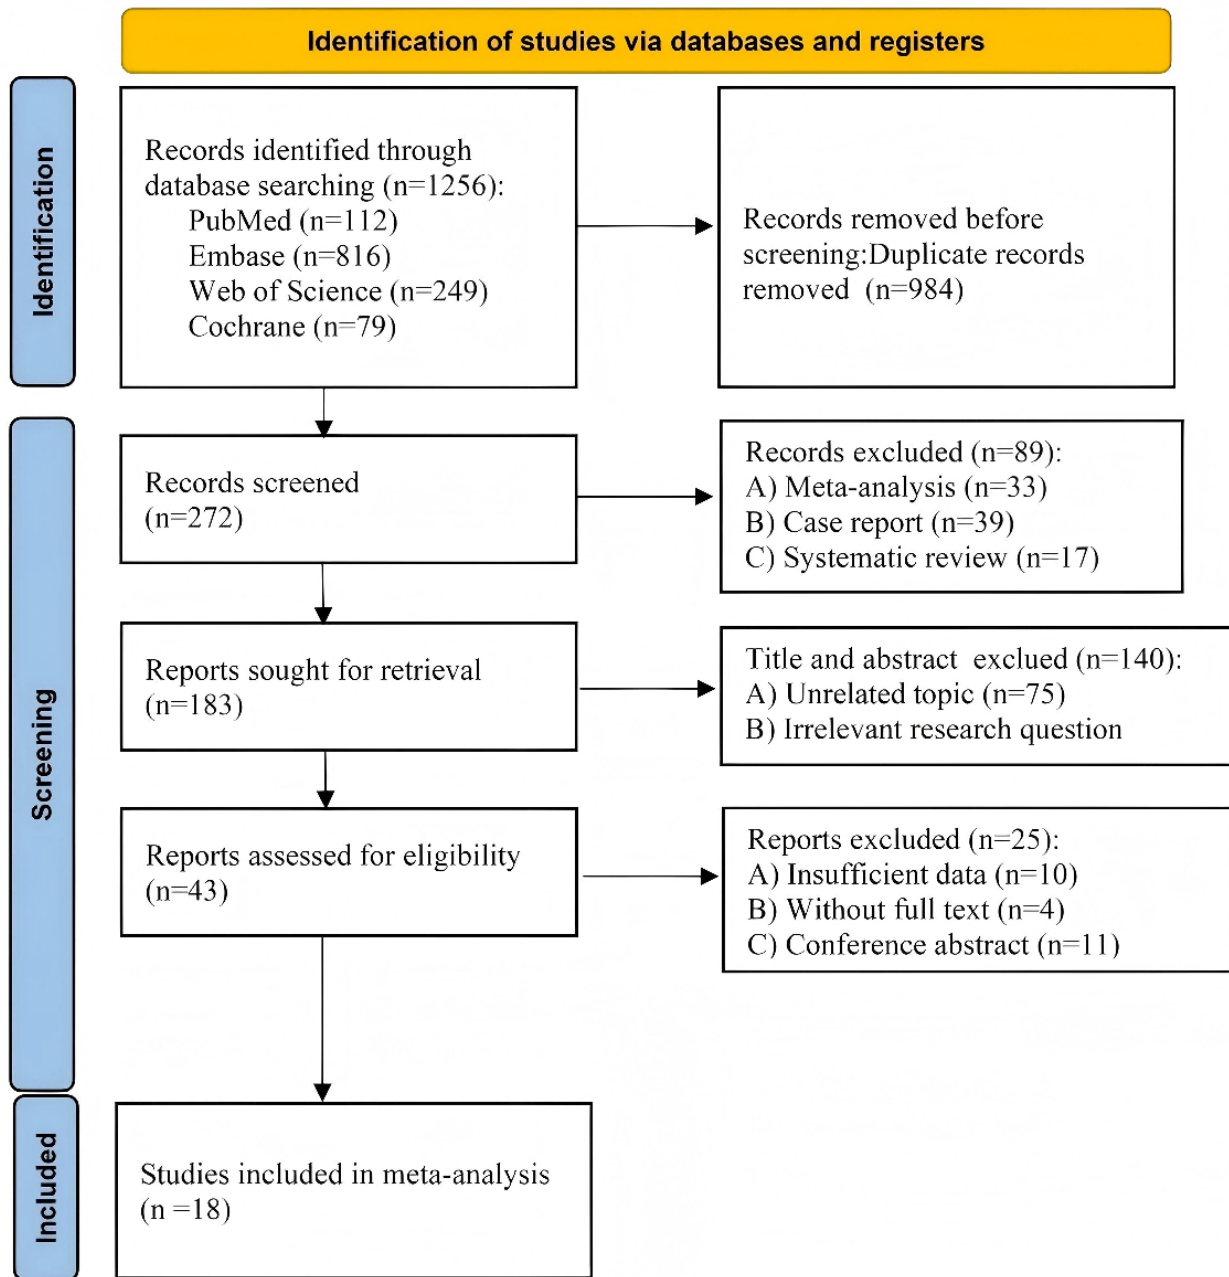 Identification of studies via databases and registers
Identification
Records identified through
database searching (n=1256):
PubMed (n=112)
Embase (n=816)
Web of Science (n=249)
Cochrane (n=79)
Records removed before
screening:Duplicate records
removed (n=984)
Screening
Records screened
(n=272)
Records excluded (n=89):
A) Meta-analysis (n=33)
B) Case report (n=39)
C) Systematic review (n=17)
Reports sought for retrieval
(n=183)
Title and abstract exclued (n=140):
A) Unrelated topic (n=75)
B) Irrelevant research question
Reports assessed for eligibility
(n=43)
Reports excluded (n=25):
A) Insufficient data (n=10)
B) Without full text (n=4)
C) Conference abstract (n=11)
Included
Studies included in meta-analysis
(n =18)